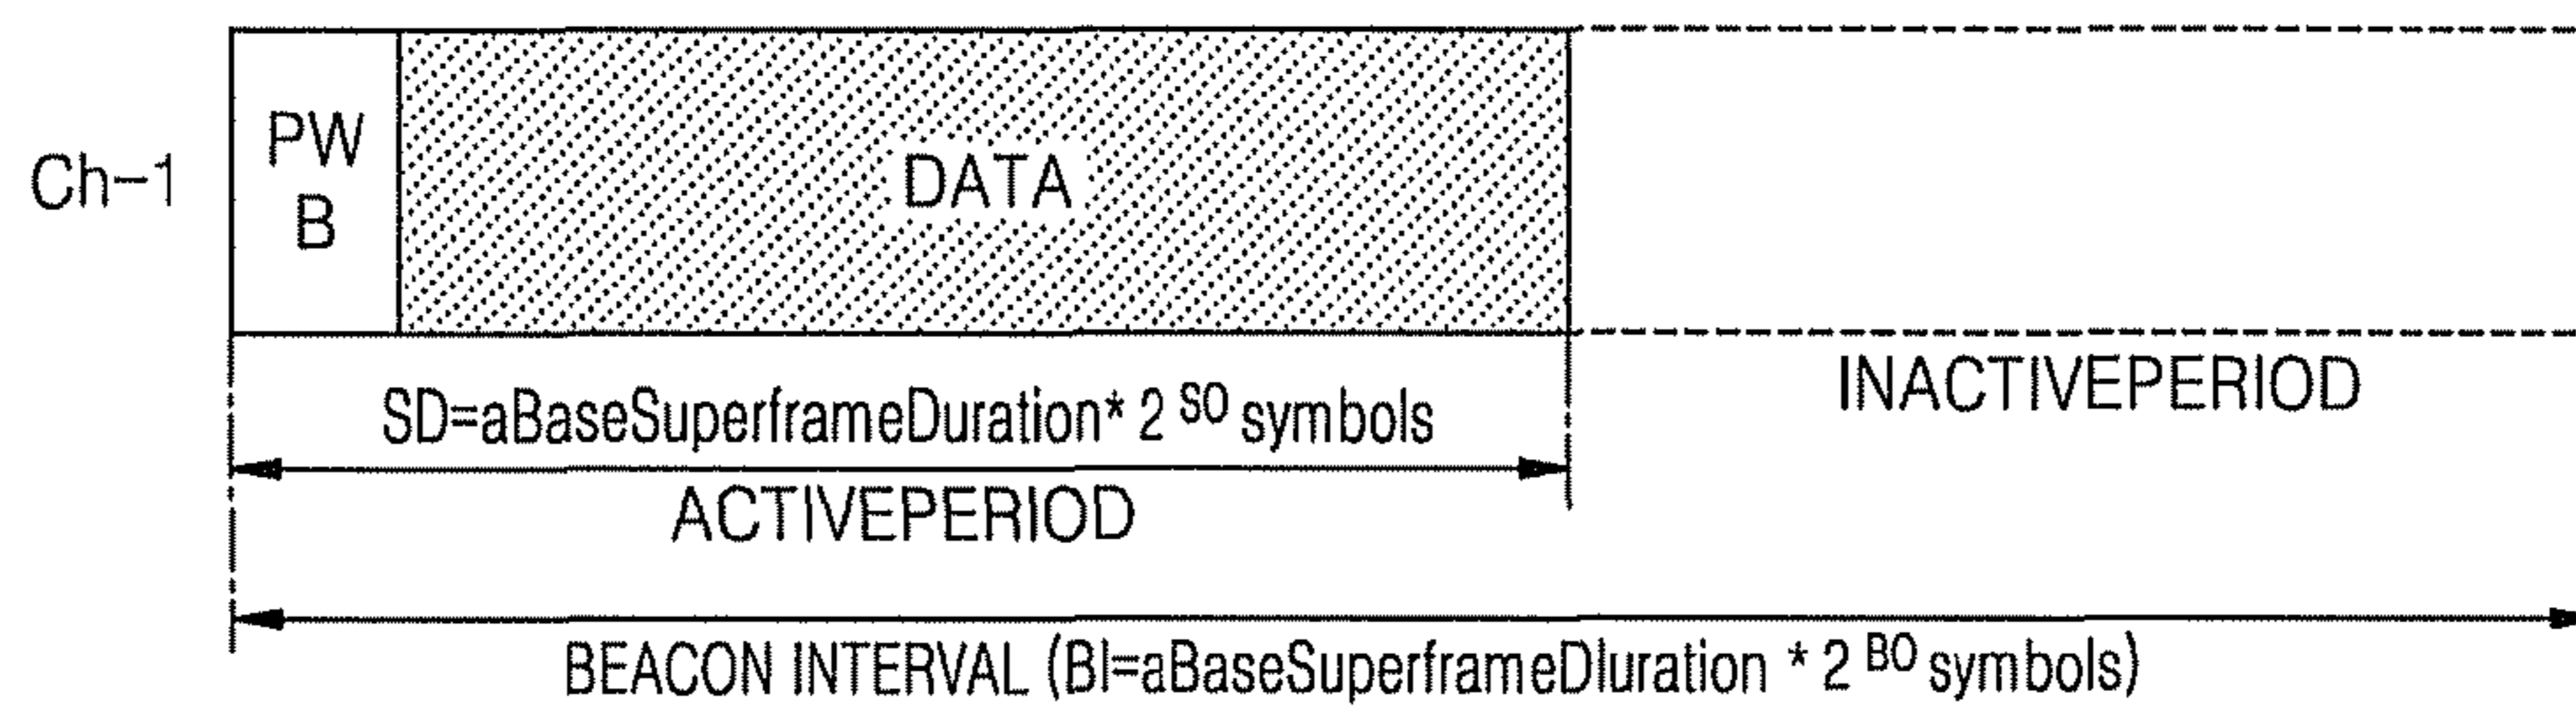 Ch-1
PW
B
DATA
INACTIVEPERIOD
SD=aBaseSuperframeDuration* 2 SO symbols
ACTIVEPERIOD
BEACON INTERVAL (BI=aBaseSuperframeDluration * 2 BO symbols)